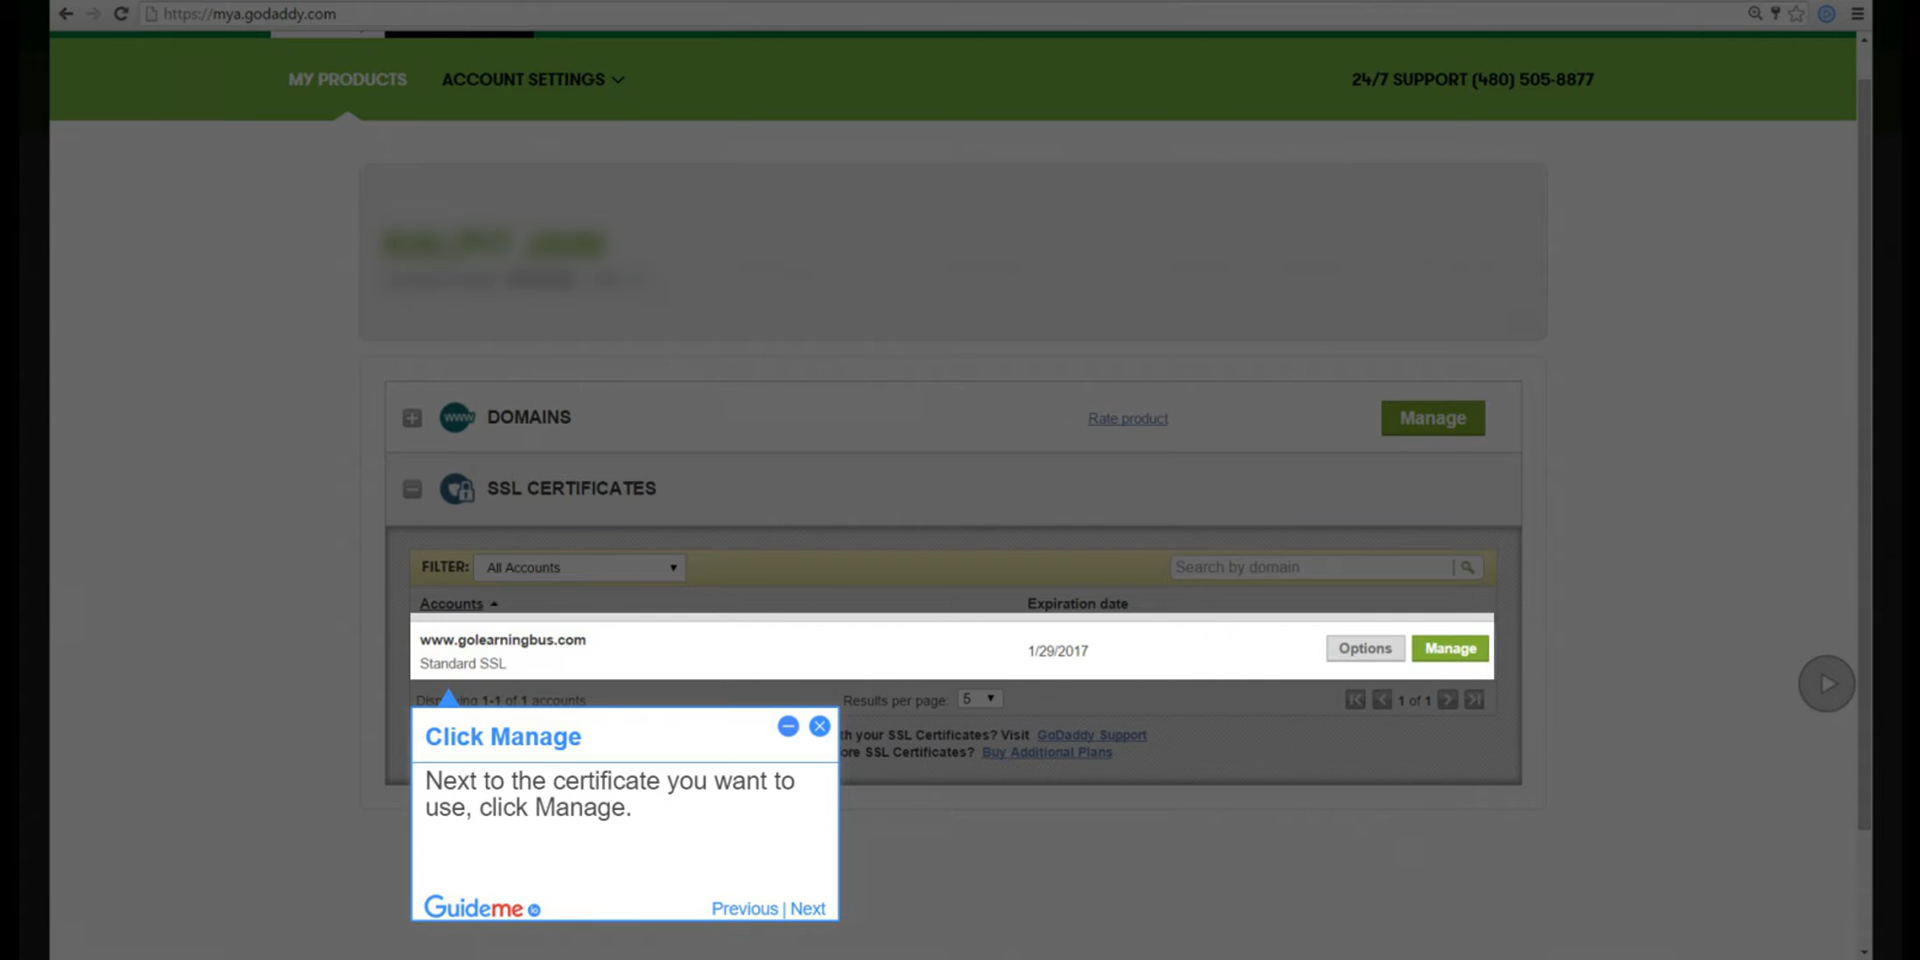 https://mya.godaddy.com
MY PRODUCTS
ACCOUNT SETTINGS
24/7 SUPPORT (480) 505-8877
www
DOMAINS
Rate product
Manage
SSL CERTIFICATES
FILTER:
All Accounts
Search by domain
Accounts
Expiration date
www.golearningbus.com
Standard SSL
1/29/2017
Options
Manage
1-1 of 1 accounts
Results per page:
5
1 of 1
your SSL Certificates? Visit GoDaddy Support
SSL Certificates? Buy Additional Plans
Click Manage
Next to the certificate you want to
use, click Manage.
Guideme io
Previous | Next